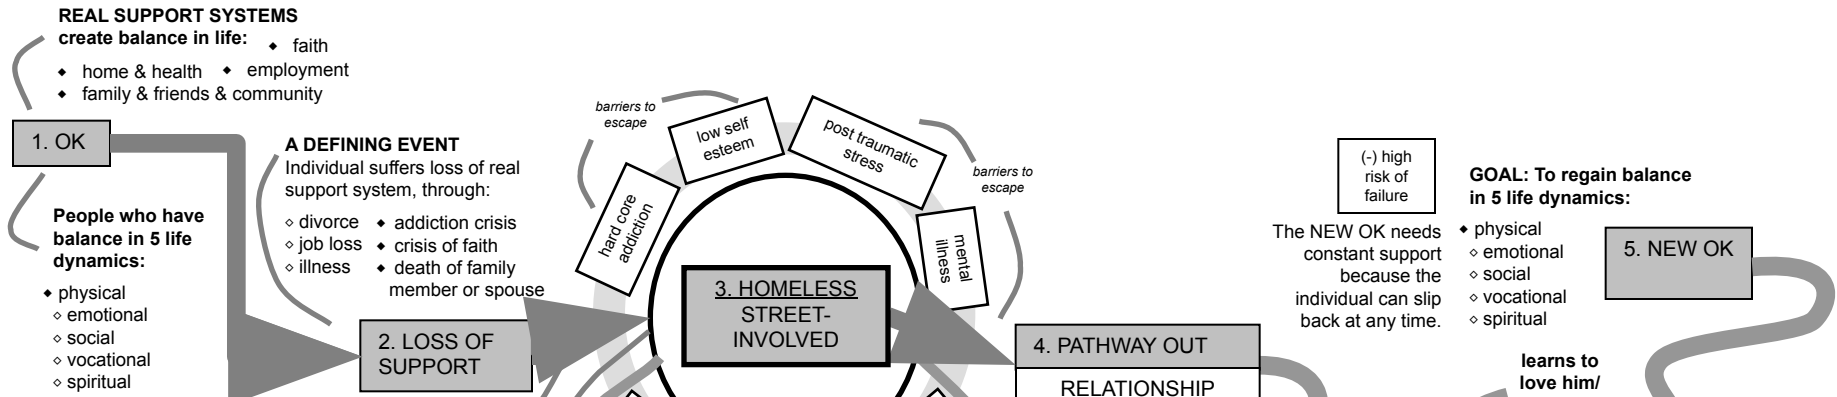 REAL SUPPORT SYSTEMS
create balance in life:
◆ faith
◆ home & health ◆ employment
◆ family & friends & community
1. OK
People who have
balance in 5 life
dynamics:
◆ physical
◇ emotional
◇ social
◇ vocational
◇ spiritual
A DEFINING EVENT
Individual suffers loss of real
support system, through:
◇ divorce ◆ addiction crisis
◇ job loss ◆ crisis of faith
◇ illness ◆ death of family
member or spouse
2. LOSS OF
SUPPORT
barriers to
escape
hard core
addiction
low self
esteem
post traumatic
stress
mental
illness
barriers to
escape
3. HOMELESS
STREET-
INVOLVED
4. PATHWAY OUT
RELATIONSHIP
(-) high
risk of
failure
The NEW OK needs
constant support
because the
individual can slip
back at any time.
GOAL: To regain balance
in 5 life dynamics:
◆ physical
◇ emotional
◇ social
◇ vocational
◇ spiritual
5. NEW OK
learns to
love him/